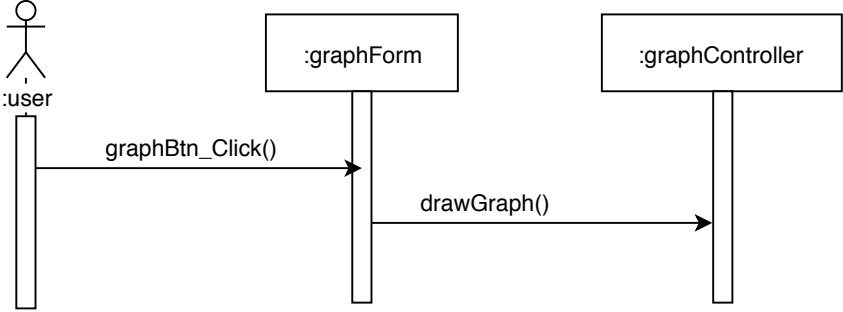 :graphForm
:graphController
:user
graphBtn_Click()
drawGraph()